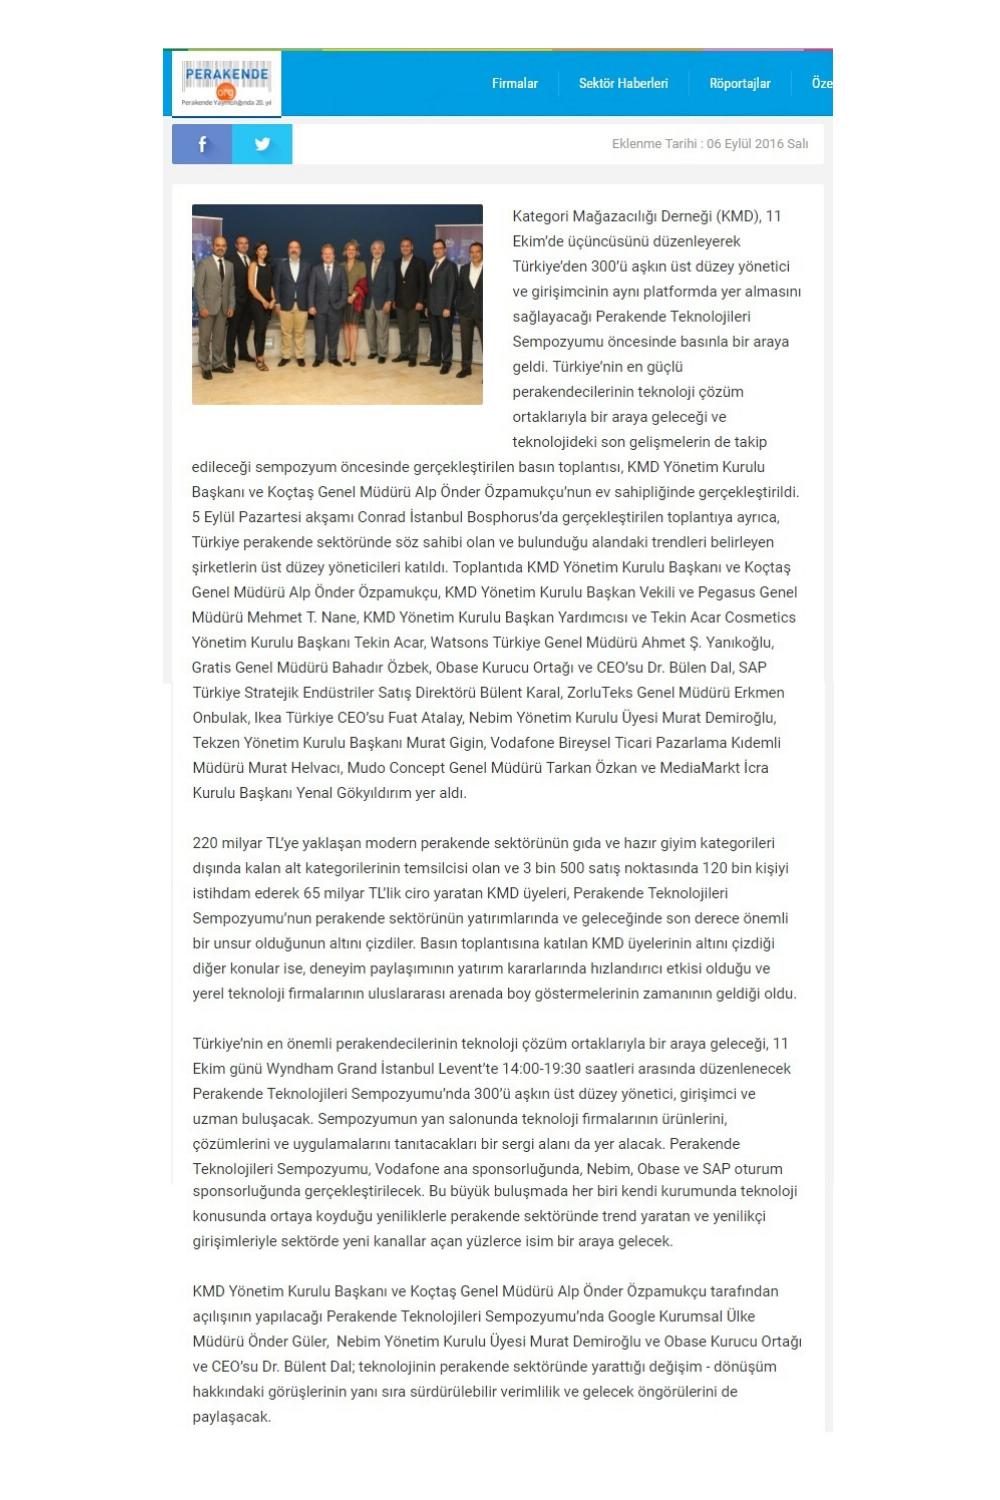 PERAKENDE
org
Perakende Yayıncılığında 20. yıl
Firmalar
Sektör Haberleri
Röportajlar
Öze
f
Eklenme Tarihi : 06 Eylül 2016 Salı
Kategori Mağazacılığı Derneği (KMD), 11
Ekim’de üçüncüsünü düzenleyerek
Türkiye’den 300’ü aşkın üst düzey yönetici
ve girişimcinin aynı platformda yer almasını
sağlayacağı Perakende Teknolojileri
Sempozyumu öncesinde basınla bir araya
geldi. Türkiye’nin en güçlü
perakendecilerinin teknoloji çözüm
ortaklarıyla bir araya geleceği ve
teknolojideki son gelişmelerin de takip
edileceği sempozyum öncesinde gerçekleştirilen basın toplantısı, KMD Yönetim Kurulu
Başkanı ve Koçtaş Genel Müdürü Alp Önder Özpamukçu’nun ev sahipliğinde gerçekleştirildi.
5 Eylül Pazartesi akşamı Conrad İstanbul Bosphorus’da gerçekleştirilen toplantıya ayrıca,
Türkiye perakende sektöründe söz sahibi olan ve bulunduğu alandaki trendleri belirleyen
şirketlerin üst düzey yöneticileri katıldı. Toplantıda KMD Yönetim Kurulu Başkanı ve Koçtaş
Genel Müdürü Alp Önder Özpamukçu, KMD Yönetim Kurulu Başkan Vekili ve Pegasus Genel
Müdürü Mehmet T. Nane, KMD Yönetim Kurulu Başkan Yardımcısı ve Tekin Acar Cosmetics
Yönetim Kurulu Başkanı Tekin Acar, Watsons Türkiye Genel Müdürü Ahmet Ş. Yanıkoğlu,
Gratis Genel Müdürü Bahadır Özbek, Obase Kurucu Ortağı ve CEO’su Dr. Bülen Dal, SAP
Türkiye Stratejik Endüstriler Satış Direktörü Bülent Karal, ZorluTeks Genel Müdürü Erkmen
Onbulak, Ikea Türkiye CEO’su Fuat Atalay, Nebim Yönetim Kurulu Üyesi Murat Demiroğlu,
Tekzen Yönetim Kurulu Başkanı Murat Gigin, Vodafone Bireysel Ticari Pazarlama Kıdemli
Müdürü Murat Helvacı, Mudo Concept Genel Müdürü Tarkan Özkan ve MediaMarkt İcra
Kurulu Başkanı Yenal Gökyıldırım yer aldı.
220 milyar TL’ye yaklaşan modern perakende sektörünün gıda ve hazır giyim kategorileri
dışında kalan alt kategorilerinin temsilcisi olan ve 3 bin 500 satış noktasında 120 bin kişiyi
istihdam ederek 65 milyar TL’lik ciro yaratan KMD üyeleri, Perakende Teknolojileri
Sempozyumu’nun perakende sektörünün yatırımlarında ve geleceğinde son derece önemli
bir unsur olduğunun altını çizdiler. Basın toplantısına katılan KMD üyelerinin altını çizdiği
diğer konular ise, deneyim paylaşımının yatırım kararlarında hızlandırıcı etkisi olduğu ve
yerel teknoloji firmalarının uluslararası arenada boy göstermelerinin zamanının geldiği oldu.
Türkiye’nin en önemli perakendecilerinin teknoloji çözüm ortaklarıyla bir araya geleceği, 11
Ekim günü Wyndham Grand İstanbul Levent’te 14:00-19:30 saatleri arasında düzenlenecek
Perakende Teknolojileri Sempozyumu’nda 300’ü aşkın üst düzey yönetici, girişimci ve
uzman buluşacak. Sempozyumun yan salonunda teknoloji firmalarının ürünlerini,
çözümlerini ve uygulamalarını tanıtacakları bir sergi alanı da yer alacak. Perakende
Teknolojileri Sempozyumu, Vodafone ana sponsorluğunda, Nebim, Obase ve SAP oturum
sponsorluğunda gerçekleştirilecek. Bu büyük buluşmada her biri kendi kurumunda teknoloji
konusunda ortaya koyduğu yeniliklerle perakende sektöründe trend yaratan ve yenilikçi
girişimleriyle sektörde yeni kanallar açan yüzlerce isim bir araya gelecek.
KMD Yönetim Kurulu Başkanı ve Koçtaş Genel Müdürü Alp Önder Özpamukçu tarafından
açılışının yapılacağı Perakende Teknolojileri Sempozyumu’nda Google Kurumsal Ülke
Müdürü Önder Güler,  Nebim Yönetim Kurulu Üyesi Murat Demiroğlu ve Obase Kurucu Ortağı
ve CEO’su Dr. Bülent Dal; teknolojinin perakende sektöründe yarattığı değişim - dönüşüm
hakkındaki görüşlerinin yanı sıra sürdürülebilir verimlilik ve gelecek öngörülerini de
paylaşacak.